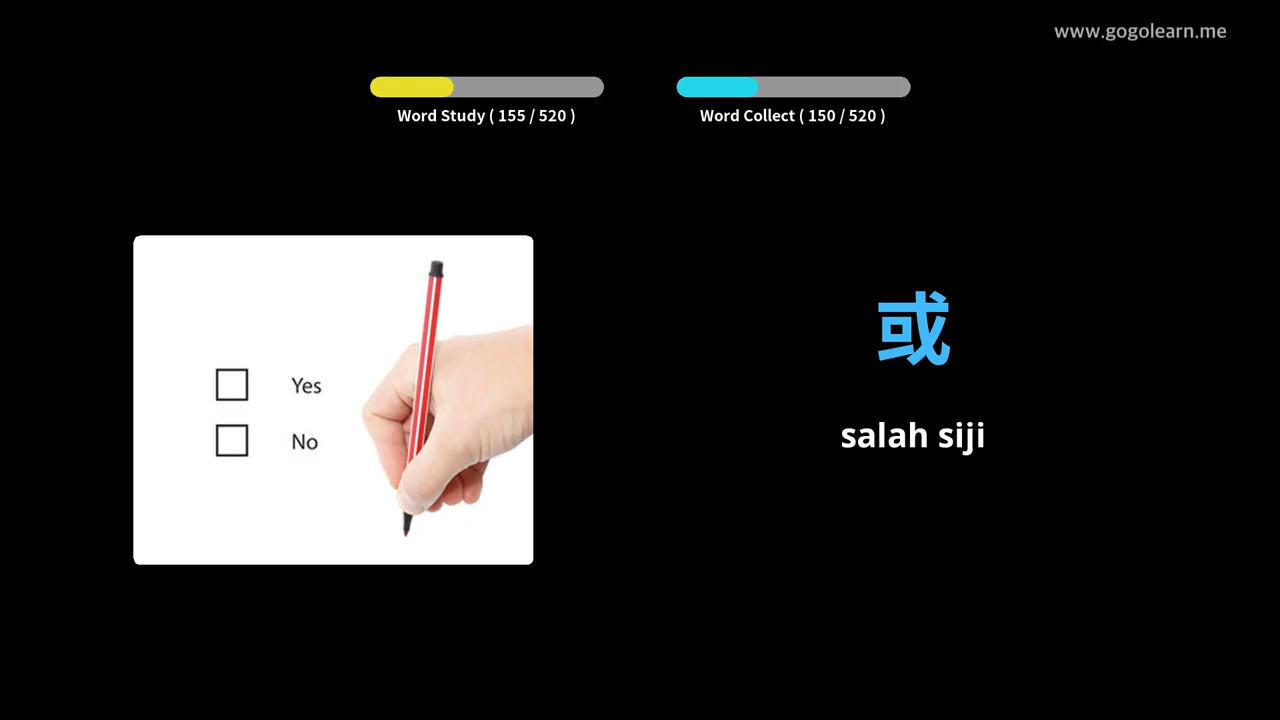 www.gogolearn.me
Word Study ( 155 / 520 )
Word Collect ( 150 / 520 )
Yes
No
或
salah siji